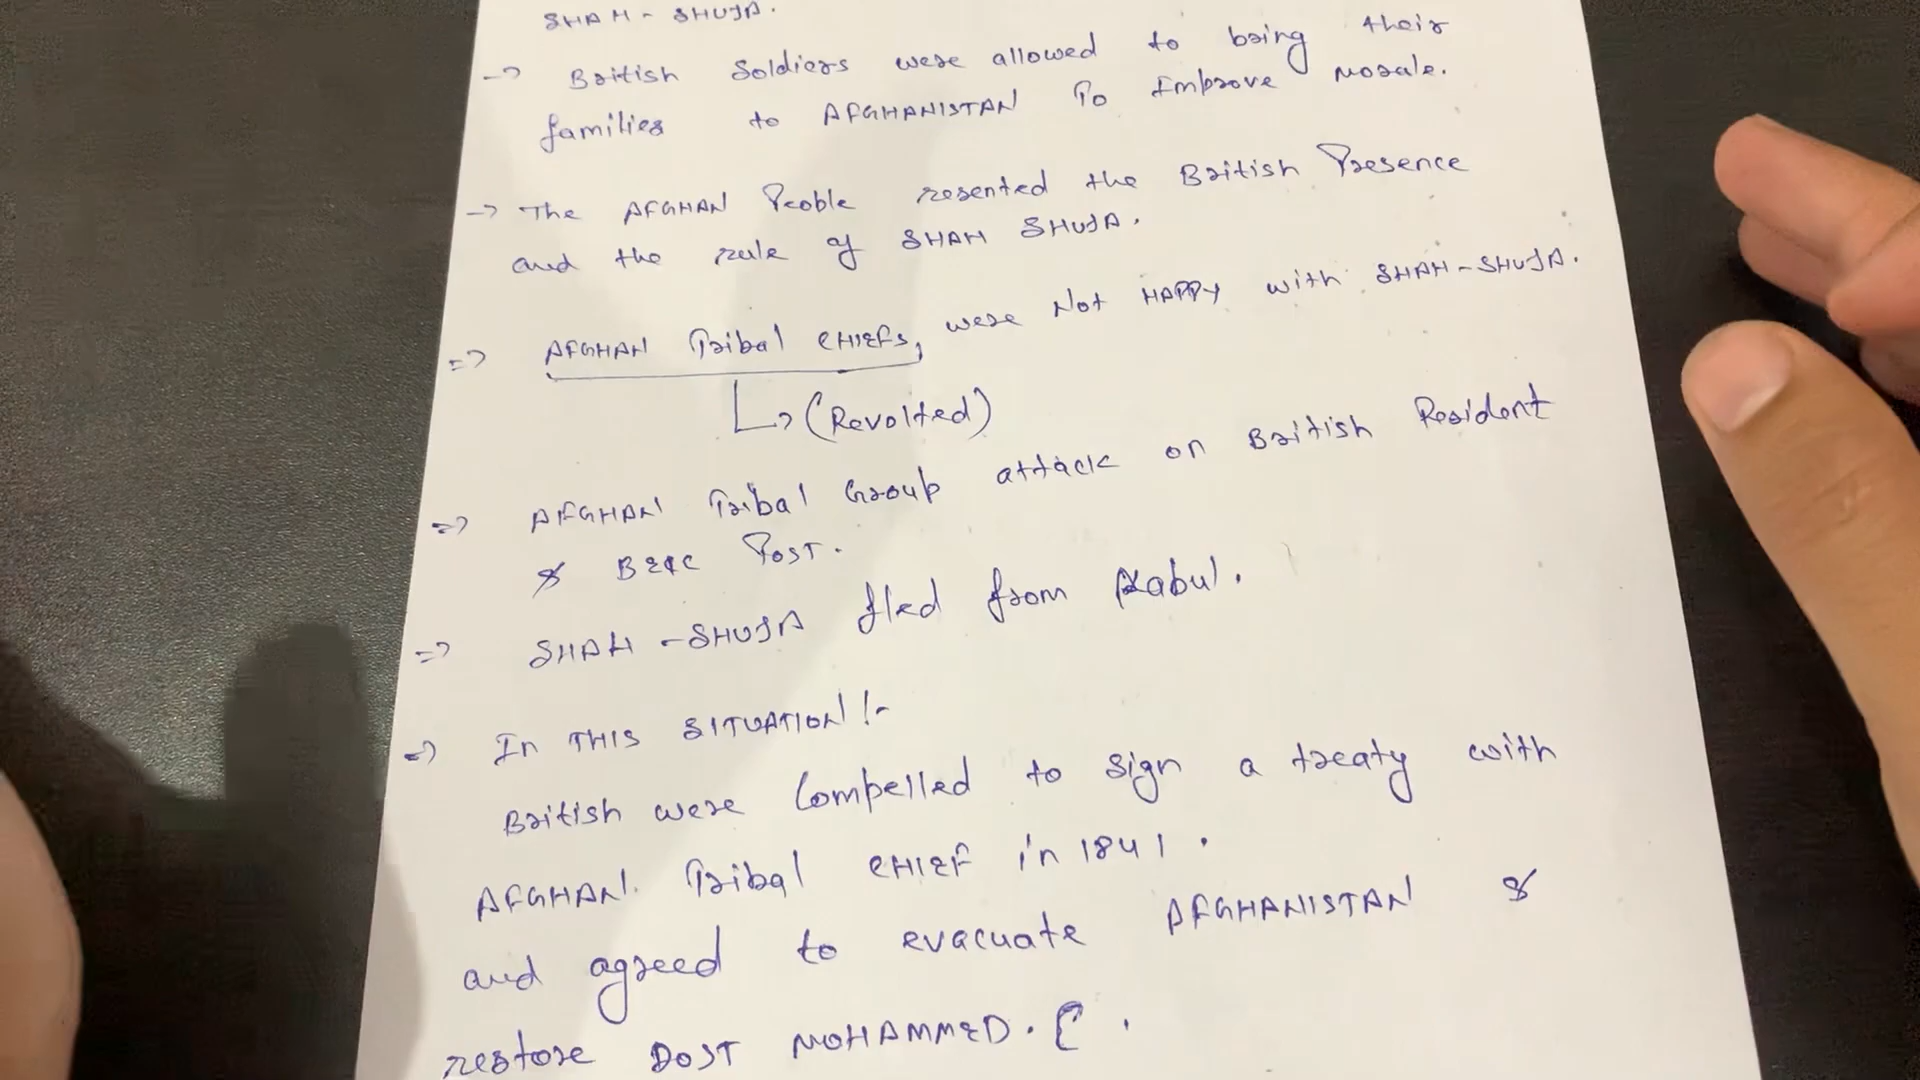 SHAH - SHUJA.
-> British Soldiers were allowed to bring their
families to AFGHANISTAN To Improve morale.
-> The AFGHAN People resented the British Presence
and the rule of SHAH SHUJA.
=> AFGHAN Tribal CHIEFs, were Not HAPPY with SHAH-SHUJA.
↳ (Revolted)
=> AFGHAN Tribal Group attack on British Resident
& Post.
=> SHAH - SHUJA fled from Kabul.
=> In THIS SITUATION!-
British were Compelled to sign a treaty with
AFGHAN. Tribal CHIEF in 1841.
and agreed to evacuate AFGHANISTAN &
restore DOST MOHAMMED.